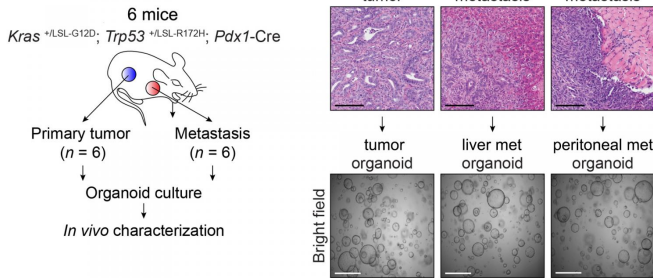 6 mice
Kras +/LSL-G12D; Trp53 +/LSL-R172H; Pdx1-Cre
Primary tumor
(n = 6)
Metastasis
(n = 6)
Organoid culture
In vivo characterization
tumor
metastasis
metastasis
tumor
organoid
liver met
organoid
peritoneal met
organoid
Bright field